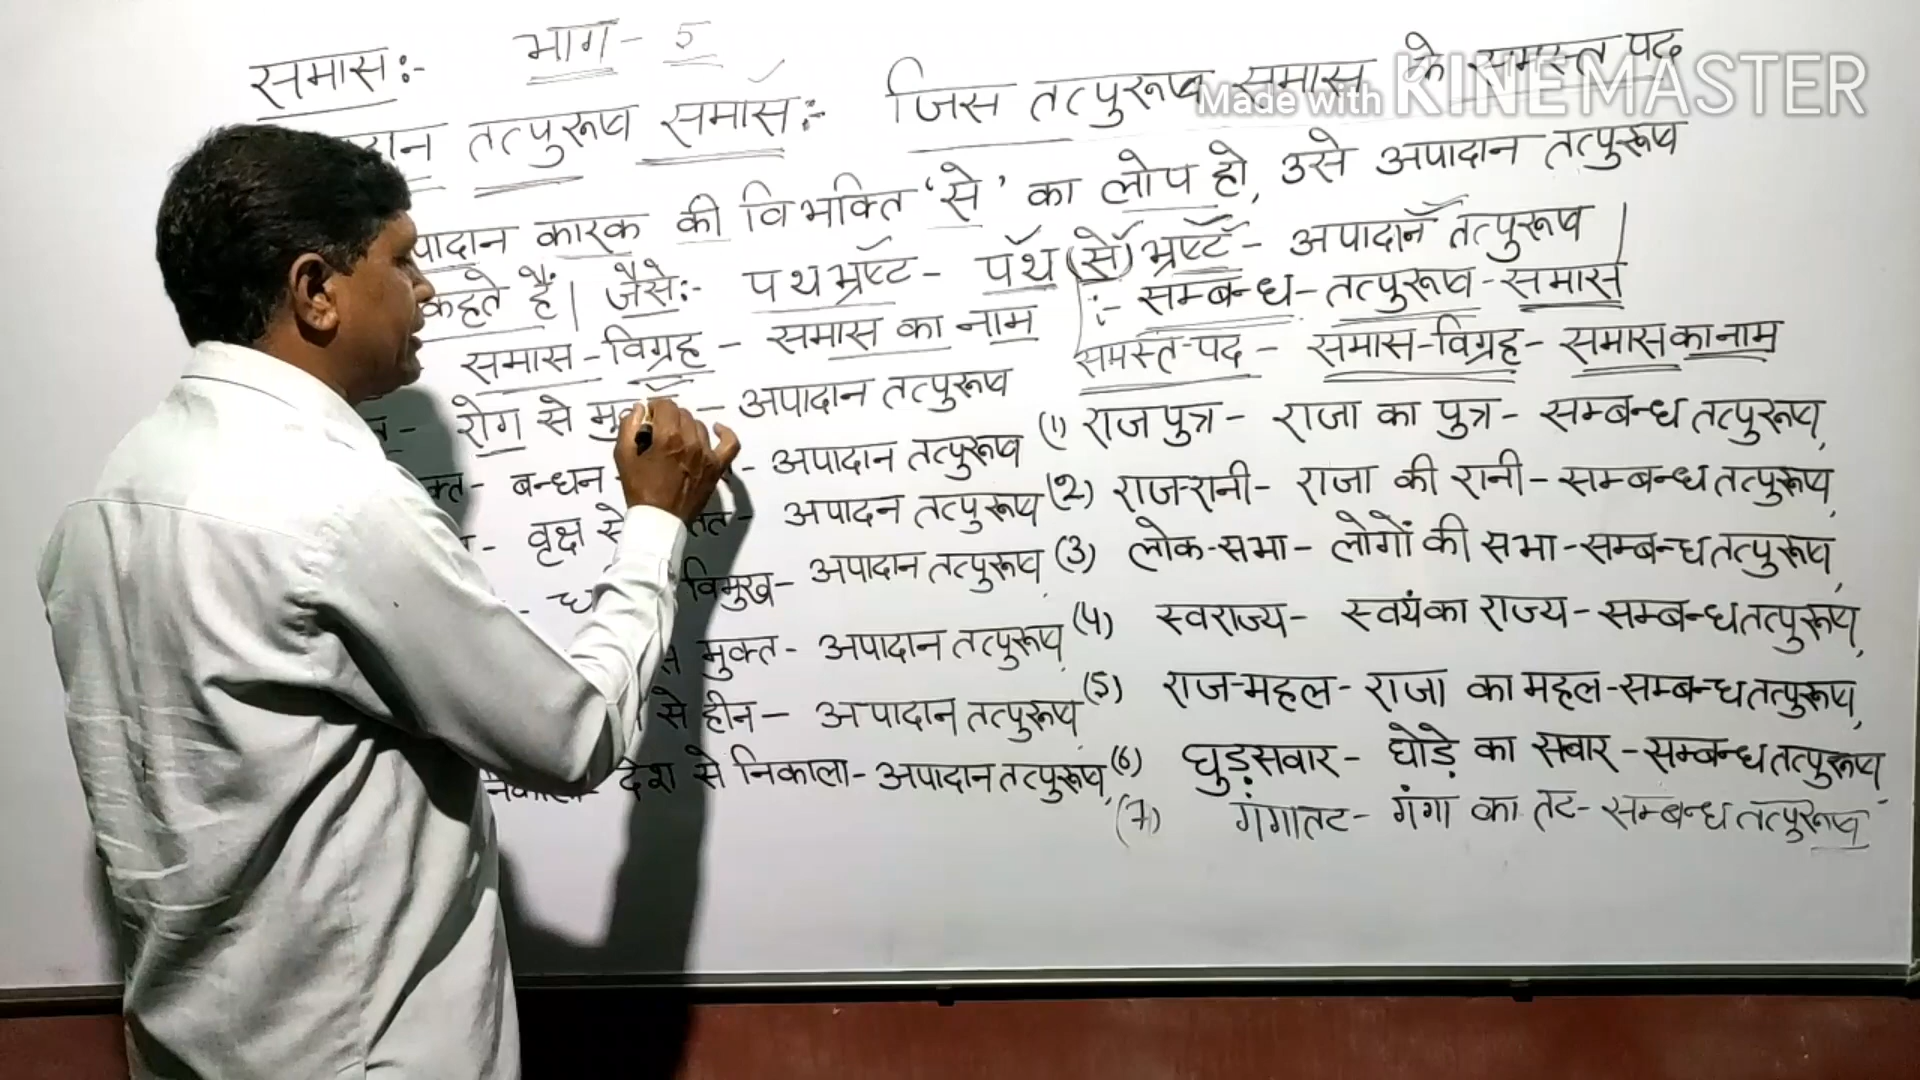 समासः- भाग- 5
तत्पुरूष समासः- जिस तत्पुरूष समास के समस्त पद
Made with KINEMASTER
पादान कारक की विभक्ति 'से' का लोप हो, उसे अपादान तत्पुरूष
कहते हैं। जैसेः- पथभ्रष्ट- पथ (से) भ्रष्ट- अपादान तत्पुरूष |
समास-विग्रह- समास का नाम
रोग से - अपादान तत्पुरूष
क्त- बन्धन - अपादान तत्पुरूष
वृक्ष से - अपादन तत्पुरूष
विमुख- अपादान तत्पुरूष,
मुक्त- अपादान तत्पुरूष,
से हीन- अपादान तत्पुरूष,
देश से निकाला- अपादान तत्पुरूष,
:- सम्बन्ध-तत्पुरूष-समास
समस्त-पद- समास-विग्रह- समास का नाम
(1) राजपुत्र- राजा का पुत्र- सम्बन्ध तत्पुरूष,
(2) राज-रानी- राजा की रानी- सम्बन्ध तत्पुरूष,
(3) लोक-सभा- लोगों की सभा-सम्बन्ध तत्पुरूष,
(4) स्वराज्य- स्वयं का राज्य-सम्बन्ध तत्पुरूष,
(5) राज-महल- राजा का महल-सम्बन्ध तत्पुरूष,
(6) घुड़सवार- घोड़े का सवार-सम्बन्ध तत्पुरूष,
(7) गंगातट- गंगा का तट- सम्बन्ध तत्पुरूष